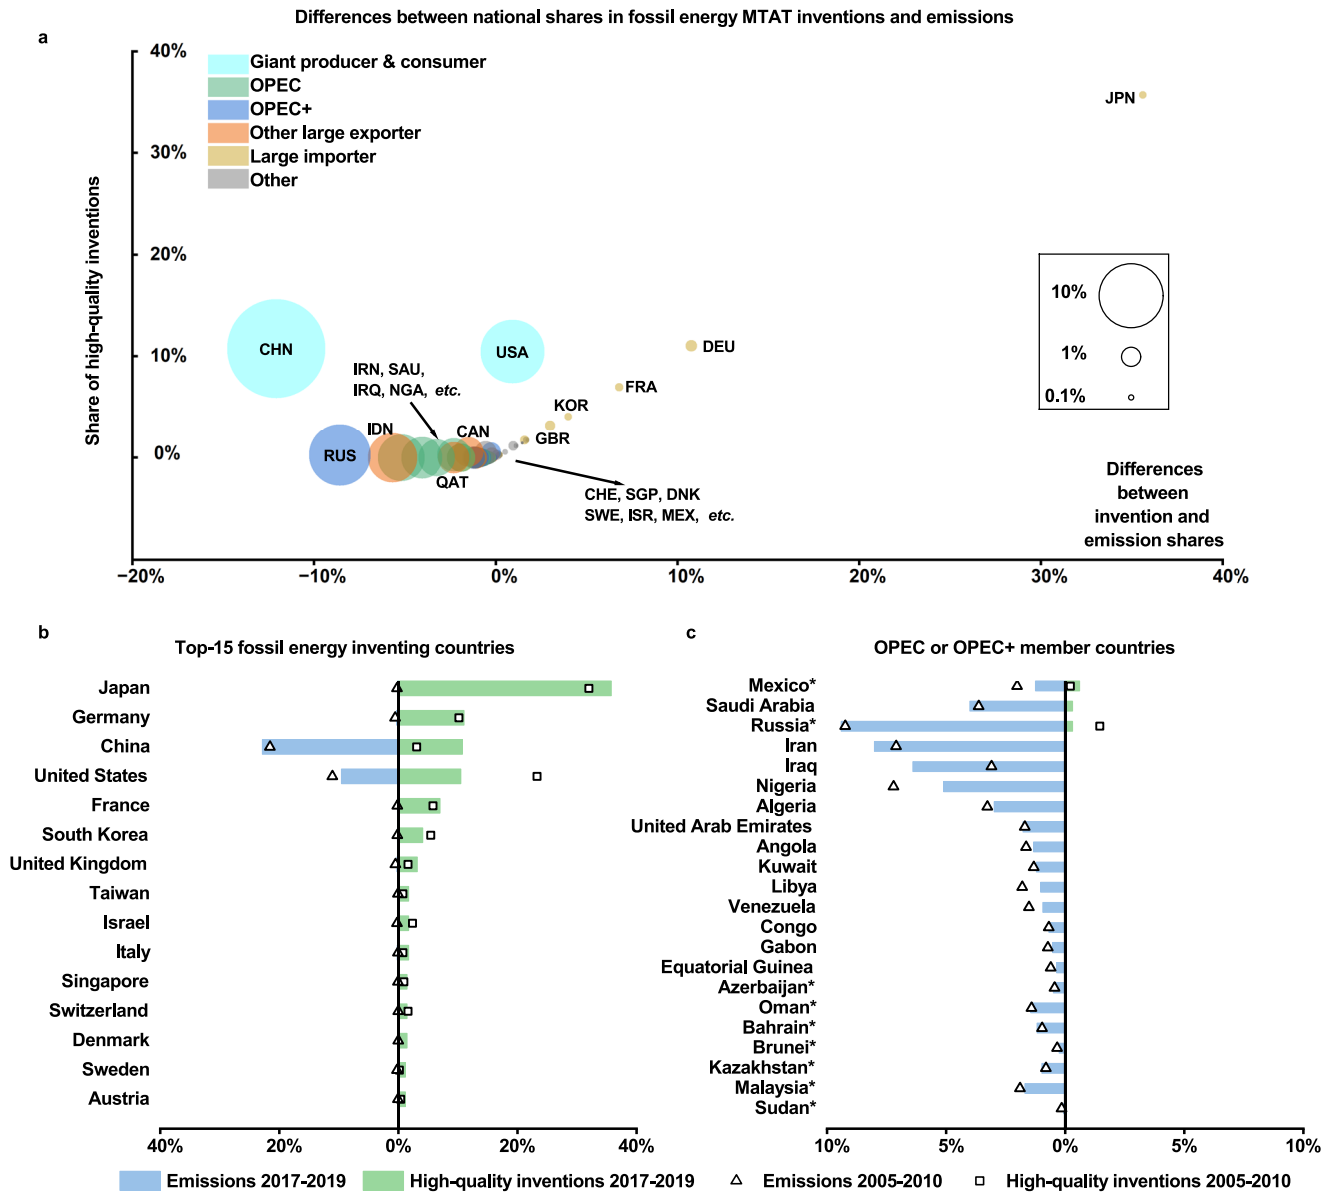 Differences between national shares in fossil energy MTAT inventions and emissions
a
40%
30%
20%
10%
0%
Share of high-quality inventions
Giant producer & consumer
OPEC
OPEC+
Other large exporter
Large importer
Other
JPN
CHN
USA
DEU
FRA
KOR
GBR
IRN, SAU,
IRQ, NGA, etc.
IDN
CAN
RUS
QAT
CHE, SGP, DNK
SWE, ISR, MEX, etc.
10%
1%
0.1%
Differences
between
invention and
emission shares
−20%
−10%
0%
10%
20%
30%
40%
b
Top-15 fossil energy inventing countries
Japan
Germany
China
United States
France
South Korea
United Kingdom
Taiwan
Israel
Italy
Singapore
Switzerland
Denmark
Sweden
Austria
40%
20%
0%
20%
40%
c
OPEC or OPEC+ member countries
Mexico*
Saudi Arabia
Russia*
Iran
Iraq
Nigeria
Algeria
United Arab Emirates
Angola
Kuwait
Libya
Venezuela
Congo
Gabon
Equatorial Guinea
Azerbaijan*
Oman*
Bahrain*
Brunei*
Kazakhstan*
Malaysia*
Sudan*
10%
5%
0%
5%
10%
Emissions 2017-2019
High-quality inventions 2017-2019
Emissions 2005-2010
High-quality inventions 2005-2010